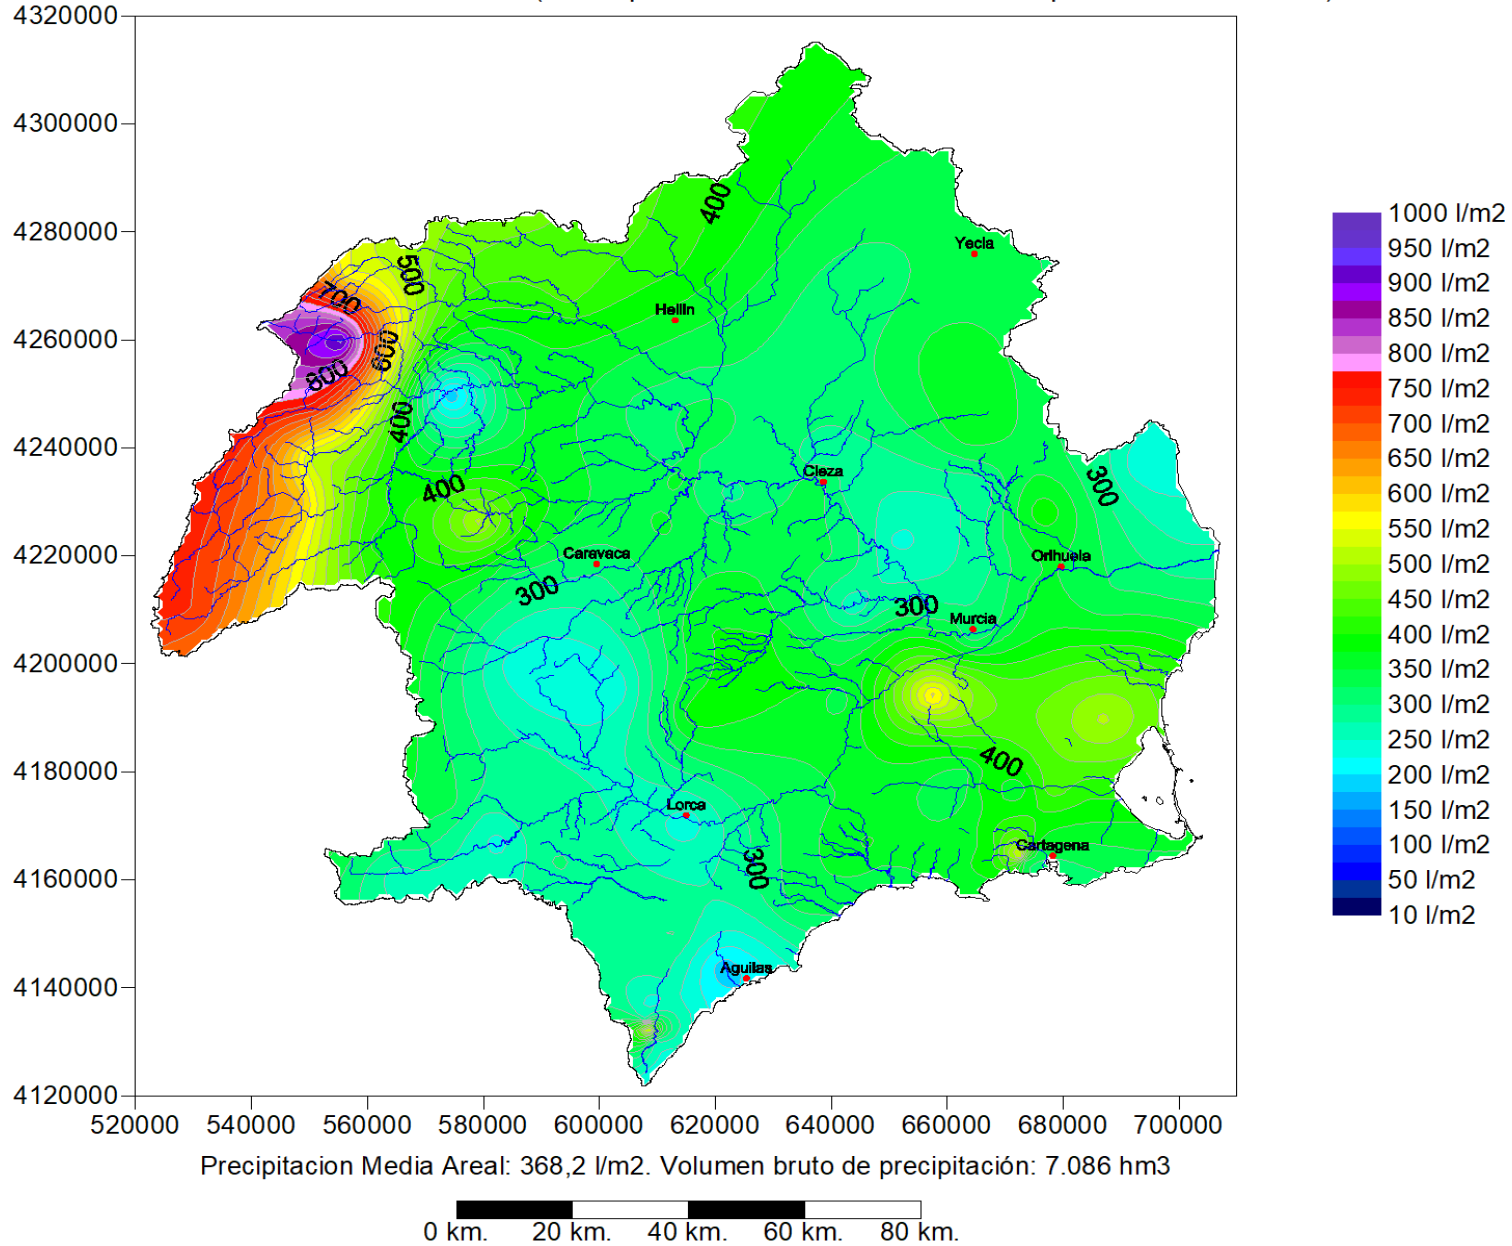 4320000
4300000
4280000
4260000
4240000
4220000
4200000
4180000
4160000
4140000
4120000
520000 540000 560000 580000 600000 620000 640000 660000 680000 700000
400
500
700
600
800
400
400
300
300
300
400
300
Yecla
Hellin
Cieza
Caravaca
Orihuela
Murcia
Lorca
Cartagena
Aguilas
1000 l/m2
950 l/m2
900 l/m2
850 l/m2
800 l/m2
750 l/m2
700 l/m2
650 l/m2
600 l/m2
550 l/m2
500 l/m2
450 l/m2
400 l/m2
350 l/m2
300 l/m2
250 l/m2
200 l/m2
150 l/m2
100 l/m2
50 l/m2
10 l/m2
Precipitacion Media Areal: 368,2 l/m2. Volumen bruto de precipitación: 7.086 hm3
0 km. 20 km. 40 km. 60 km. 80 km.